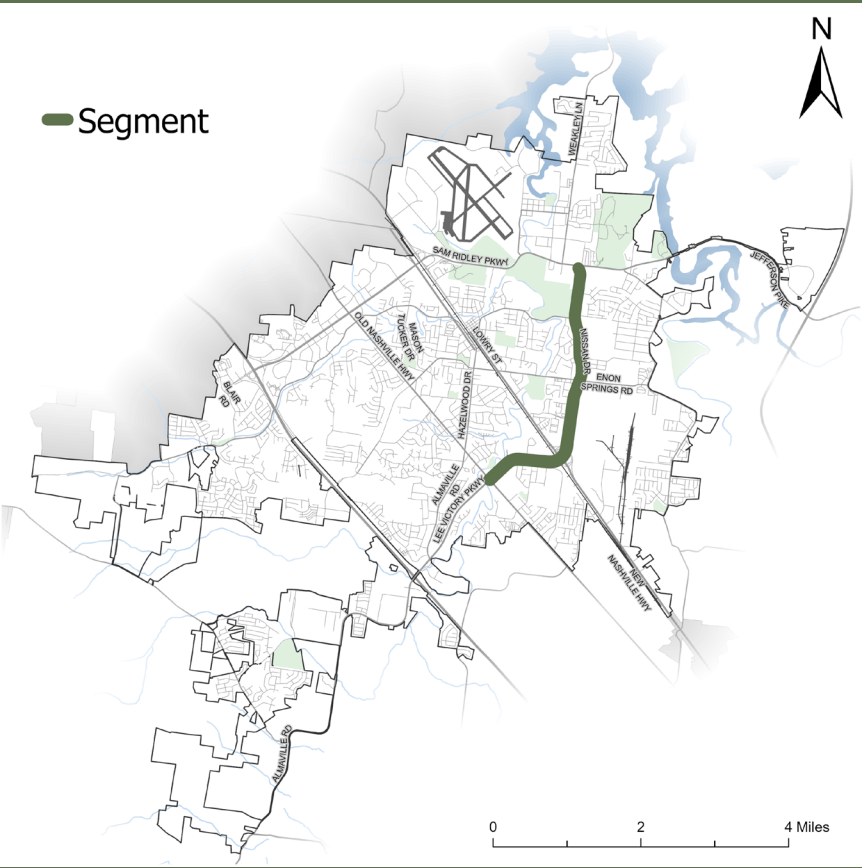 N
Segment
WEAKLEY LN
SAM RIDLEY PKWY
JEFFERSON PIKE
MASON
TUCKER DR
OLD NASHVILLE HWY
LOWRY ST
NISSAN DR
ENON
SPRINGS RD
BLAIR
RD
HAZELWOOD DR
ALMAVILLE
RD
LEE VICTORY PKWY
NEW
NASHVILLE HWY
ALMAVILLE RD
0 2 4 Miles